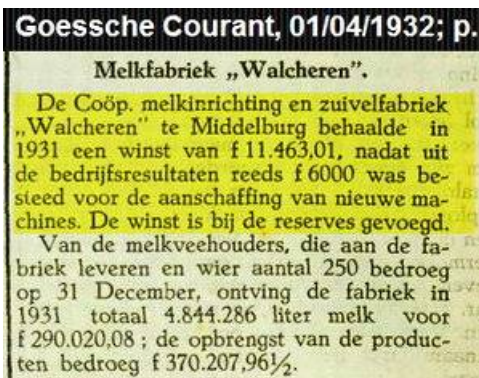 Goessche Courant, 01/04/1932; p.
Melkfabriek „Walcheren”.
De Coöp. melkinrichting en zuivelfabriek
„Walcheren” te Middelburg behaalde in
1931 een winst van f 11.463,01, nadat uit
de bedrijfsresultaten reeds f 6000 was be-
steed voor de aanschaffing van nieuwe ma-
chines. De winst is bij de reserves gevoegd.
Van de melkveehouders, die aan de fa-
briek leveren en wier aantal 250 bedroeg
op 31 December, ontving de fabriek in
1931 totaal 4.844.286 liter melk voor
f 290.020,08 ; de opbrengst van de produc-
ten bedroeg f 370.207,96½.